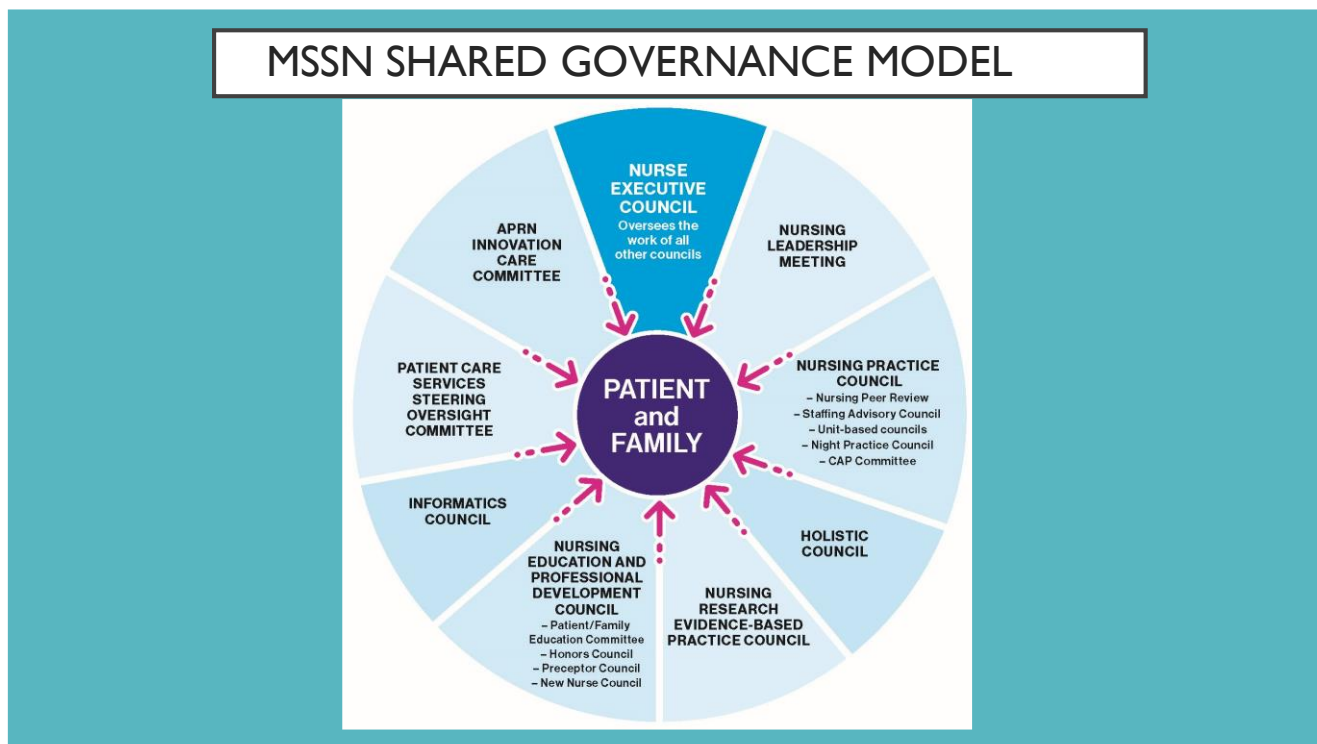 MSSN SHARED GOVERNANCE MODEL
NURSE
EXECUTIVE
COUNCIL
Oversees the
work of all
other councils
NURSING
LEADERSHIP
MEETING
NURSING PRACTICE
COUNCIL
– Nursing Peer Review
– Staffing Advisory Council
– Unit-based councils
– Night Practice Council
– CAP Committee
HOLISTIC
COUNCIL
NURSING
RESEARCH
EVIDENCE-BASED
PRACTICE COUNCIL
NURSING
EDUCATION AND
PROFESSIONAL
DEVELOPMENT
COUNCIL
– Patient/Family
Education Committee
– Honors Council
– Preceptor Council
– New Nurse Council
INFORMATICS
COUNCIL
PATIENT CARE
SERVICES
STEERING
OVERSIGHT
COMMITTEE
APRN
INNOVATION
CARE
COMMITTEE
PATIENT
and
FAMILY